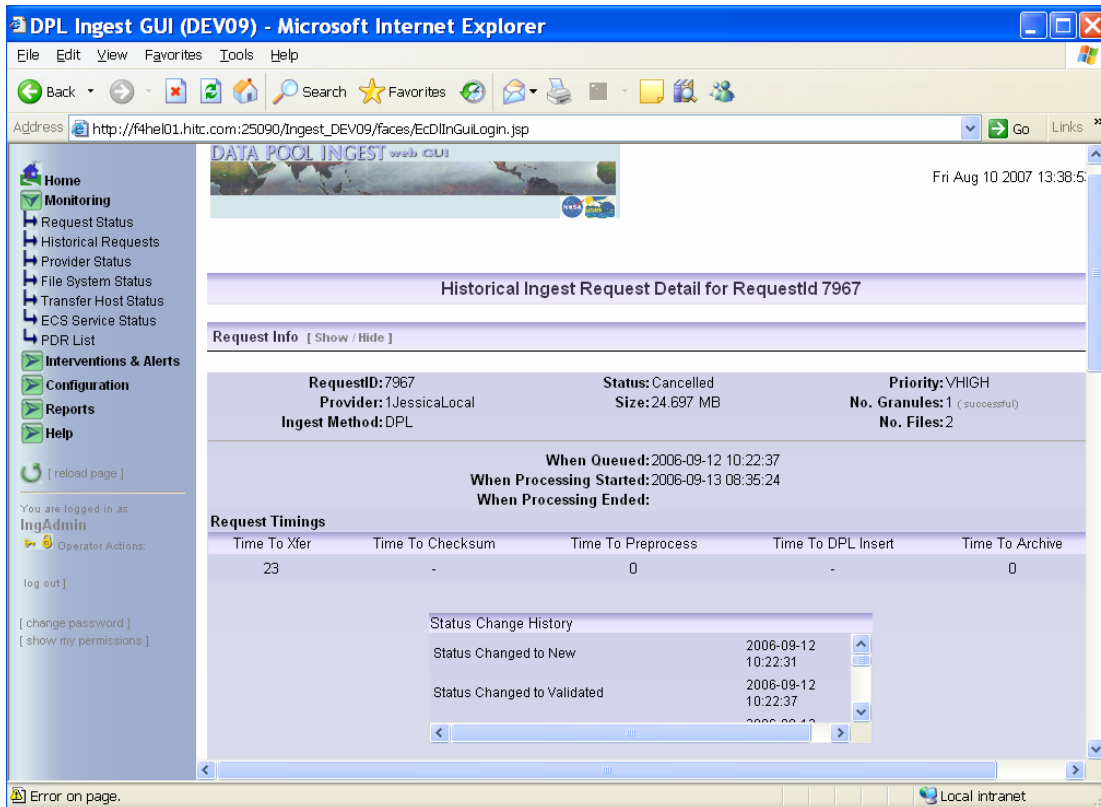 DPL Ingest GUI (DEV09) - Microsoft Internet Explorer
File Edit View Favorites Tools Help
Back Search Favorites
Address http://f4hel01.hitc.com:25090/Ingest_DEV09/faces/EcDlInGuiLogin.jsp Go Links »
DATA POOL INGEST web GUI
NASA
Fri Aug 10 2007 13:38:5
Home
Monitoring
Request Status
Historical Requests
Provider Status
File System Status
Transfer Host Status
ECS Service Status
PDR List
Interventions & Alerts
Configuration
Reports
Help
[ reload page ]
You are logged in as
IngAdmin
Operator Actions:
log out ]
[ change password ]
[ show my permissions ]
Historical Ingest Request Detail for RequestId 7967
Request Info [ Show / Hide ]
RequestID: 7967 Status: Cancelled Priority: VHIGH
Provider: 1JessicaLocal Size: 24.697 MB No. Granules: 1 ( successful)
Ingest Method: DPL No. Files: 2
When Queued: 2006-09-12 10:22:37
When Processing Started: 2006-09-13 08:35:24
When Processing Ended:
Request Timings
Time To Xfer Time To Checksum Time To Preprocess Time To DPL Insert Time To Archive
23 - 0 - 0
Status Change History
Status Changed to New 2006-09-12
10:22:31
Status Changed to Validated 2006-09-12
10:22:37
Error on page. Local intranet